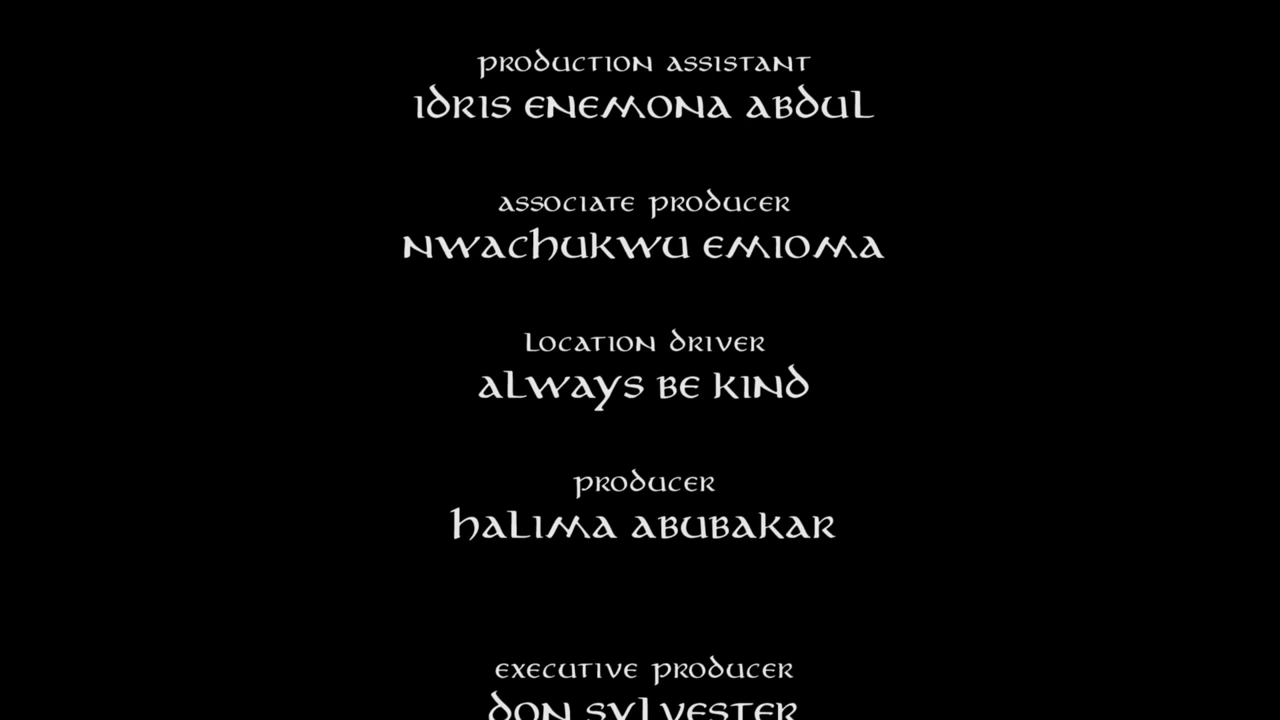 PRODUCTION ASSISTANT
IDRIS ENEMONA ABDUL
ASSOCIATE PRODUCER
NWACHUKWU EMIOMA
LOCATION DRIVER
ALWAYS BE KIND
PRODUCER
HALIMA ABUBAKAR
EXECUTIVE PRODUCER
DON SYLVESTER